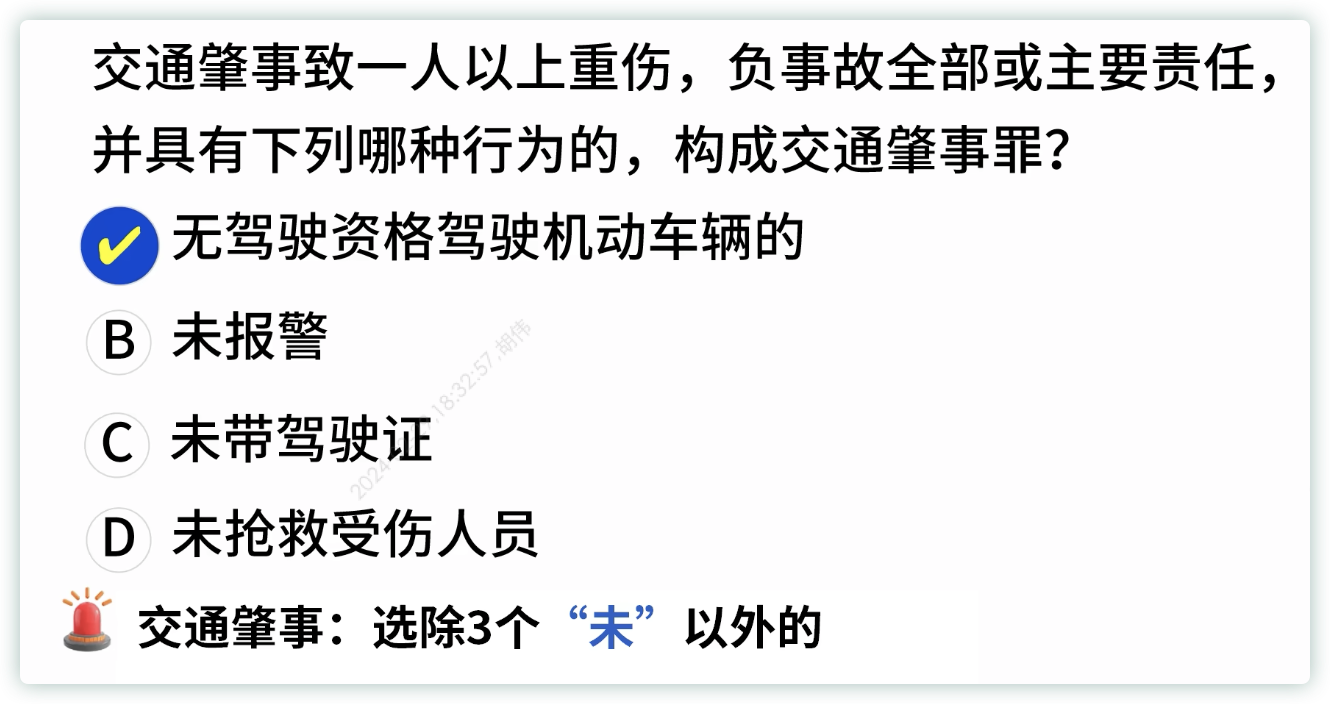 交通肇事致一人以上重伤，负事故全部或主要责任，
并具有下列哪种行为的，构成交通肇事罪？
无驾驶资格驾驶机动车辆的
B 未报警
C 未带驾驶证
D 未抢救受伤人员
交通肇事：选除3个“未”以外的
18:32:57.胡伟